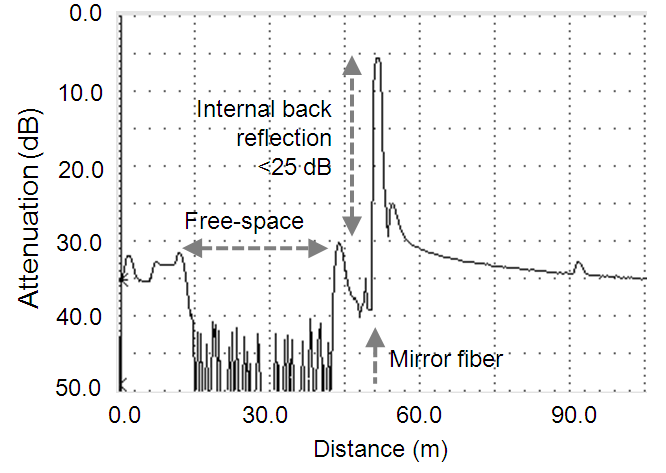 0.0
10.0
20.0
30.0
40.0
50.0
Attenuation (dB)
Internal back
reflection
<25 dB
Free-space
Mirror fiber
0.0
30.0
60.0
90.0
Distance (m)